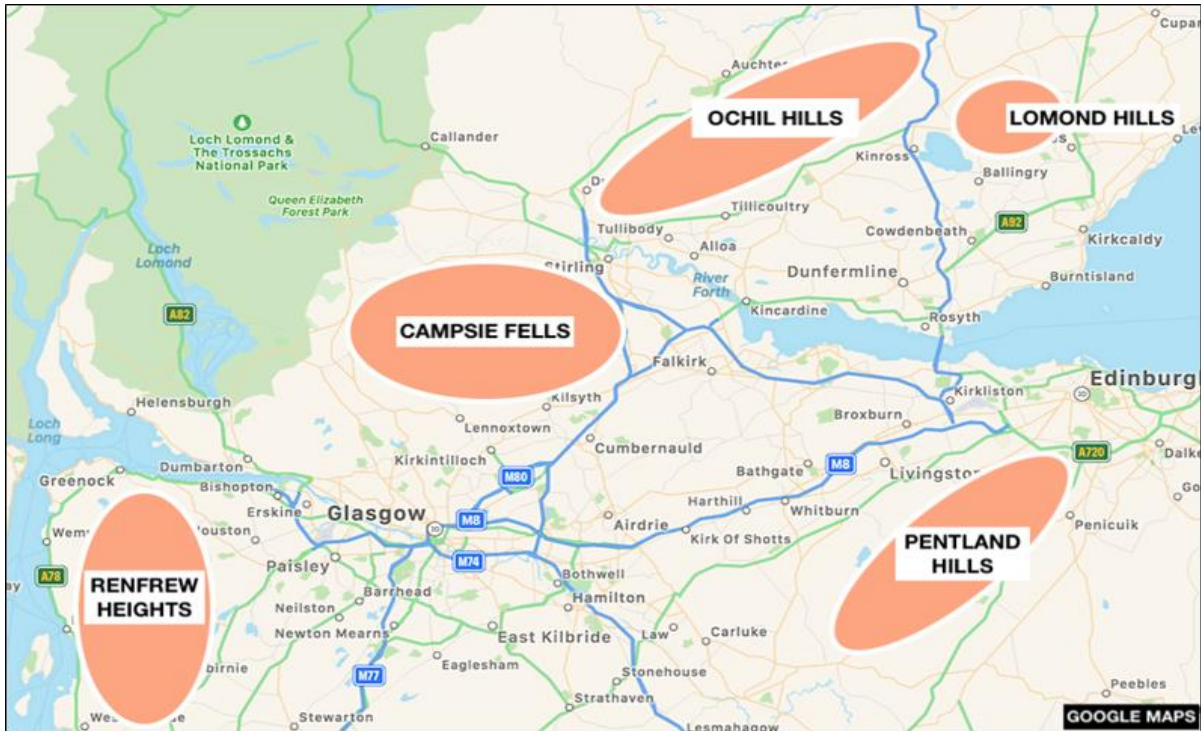 Cupar
Auchter
OCHIL HILLS
LOMOND HILLS
Loch Lomond &
The Trossachs
National Park
Callander
Kinross
Ballingry
Queen Elizabeth
Forest Park
Tillicoultry
A92
Tullibody
Cowdenbeath
Kirkcaldy
Alloa
Loch
Lomond
Stirling
River
Forth
Dunfermline
Burntisland
Kincardine
A82
Rosyth
CAMPSIE FELLS
Falkirk
Edinburgh
Kirkliston
Helensburgh
Kilsyth
Loch
Long
Lennoxtown
Broxburn
Cumbernauld
A720
Dalke
Kirkintilloch
Dumbarton
Bathgate
M8
Livingston
Greenock
M80
Bishopton
Harthill
Erskine
Glasgow
M8
Airdrie
Whitburn
Penicuik
Wem
ouston
Kirk Of Shotts
PENTLAND
HILLS
Paisley
M74
A78
RENFREW
HEIGHTS
Bothwell
Barrhead
Hamilton
Neilston
Newton Mearns
East Kilbride
Law
Carluke
birnie
Eaglesham
Stonehouse
M77
Peebles
Strathaven
Stewarton
Lesmahagow
GOOGLE MAPS